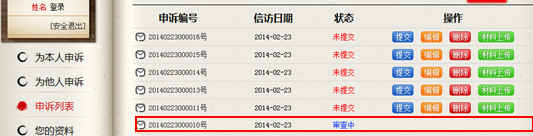 姓名 登录
[安全退出]
为本人申诉
为他人申诉
申诉列表
您的资料
申诉编号 信访日期 状态 操作
20140223000016号 2014-02-23 未提交 提交 编辑 删除 材料上传
20140223000015号 2014-02-23 未提交 提交 编辑 删除 材料上传
20140223000014号 2014-02-23 未提交 提交 编辑 删除 材料上传
20140223000013号 2014-02-23 未提交 提交 编辑 删除 材料上传
20140223000011号 2014-02-23 未提交 提交 编辑 删除 材料上传
20140223000010号 2014-02-23 审查中